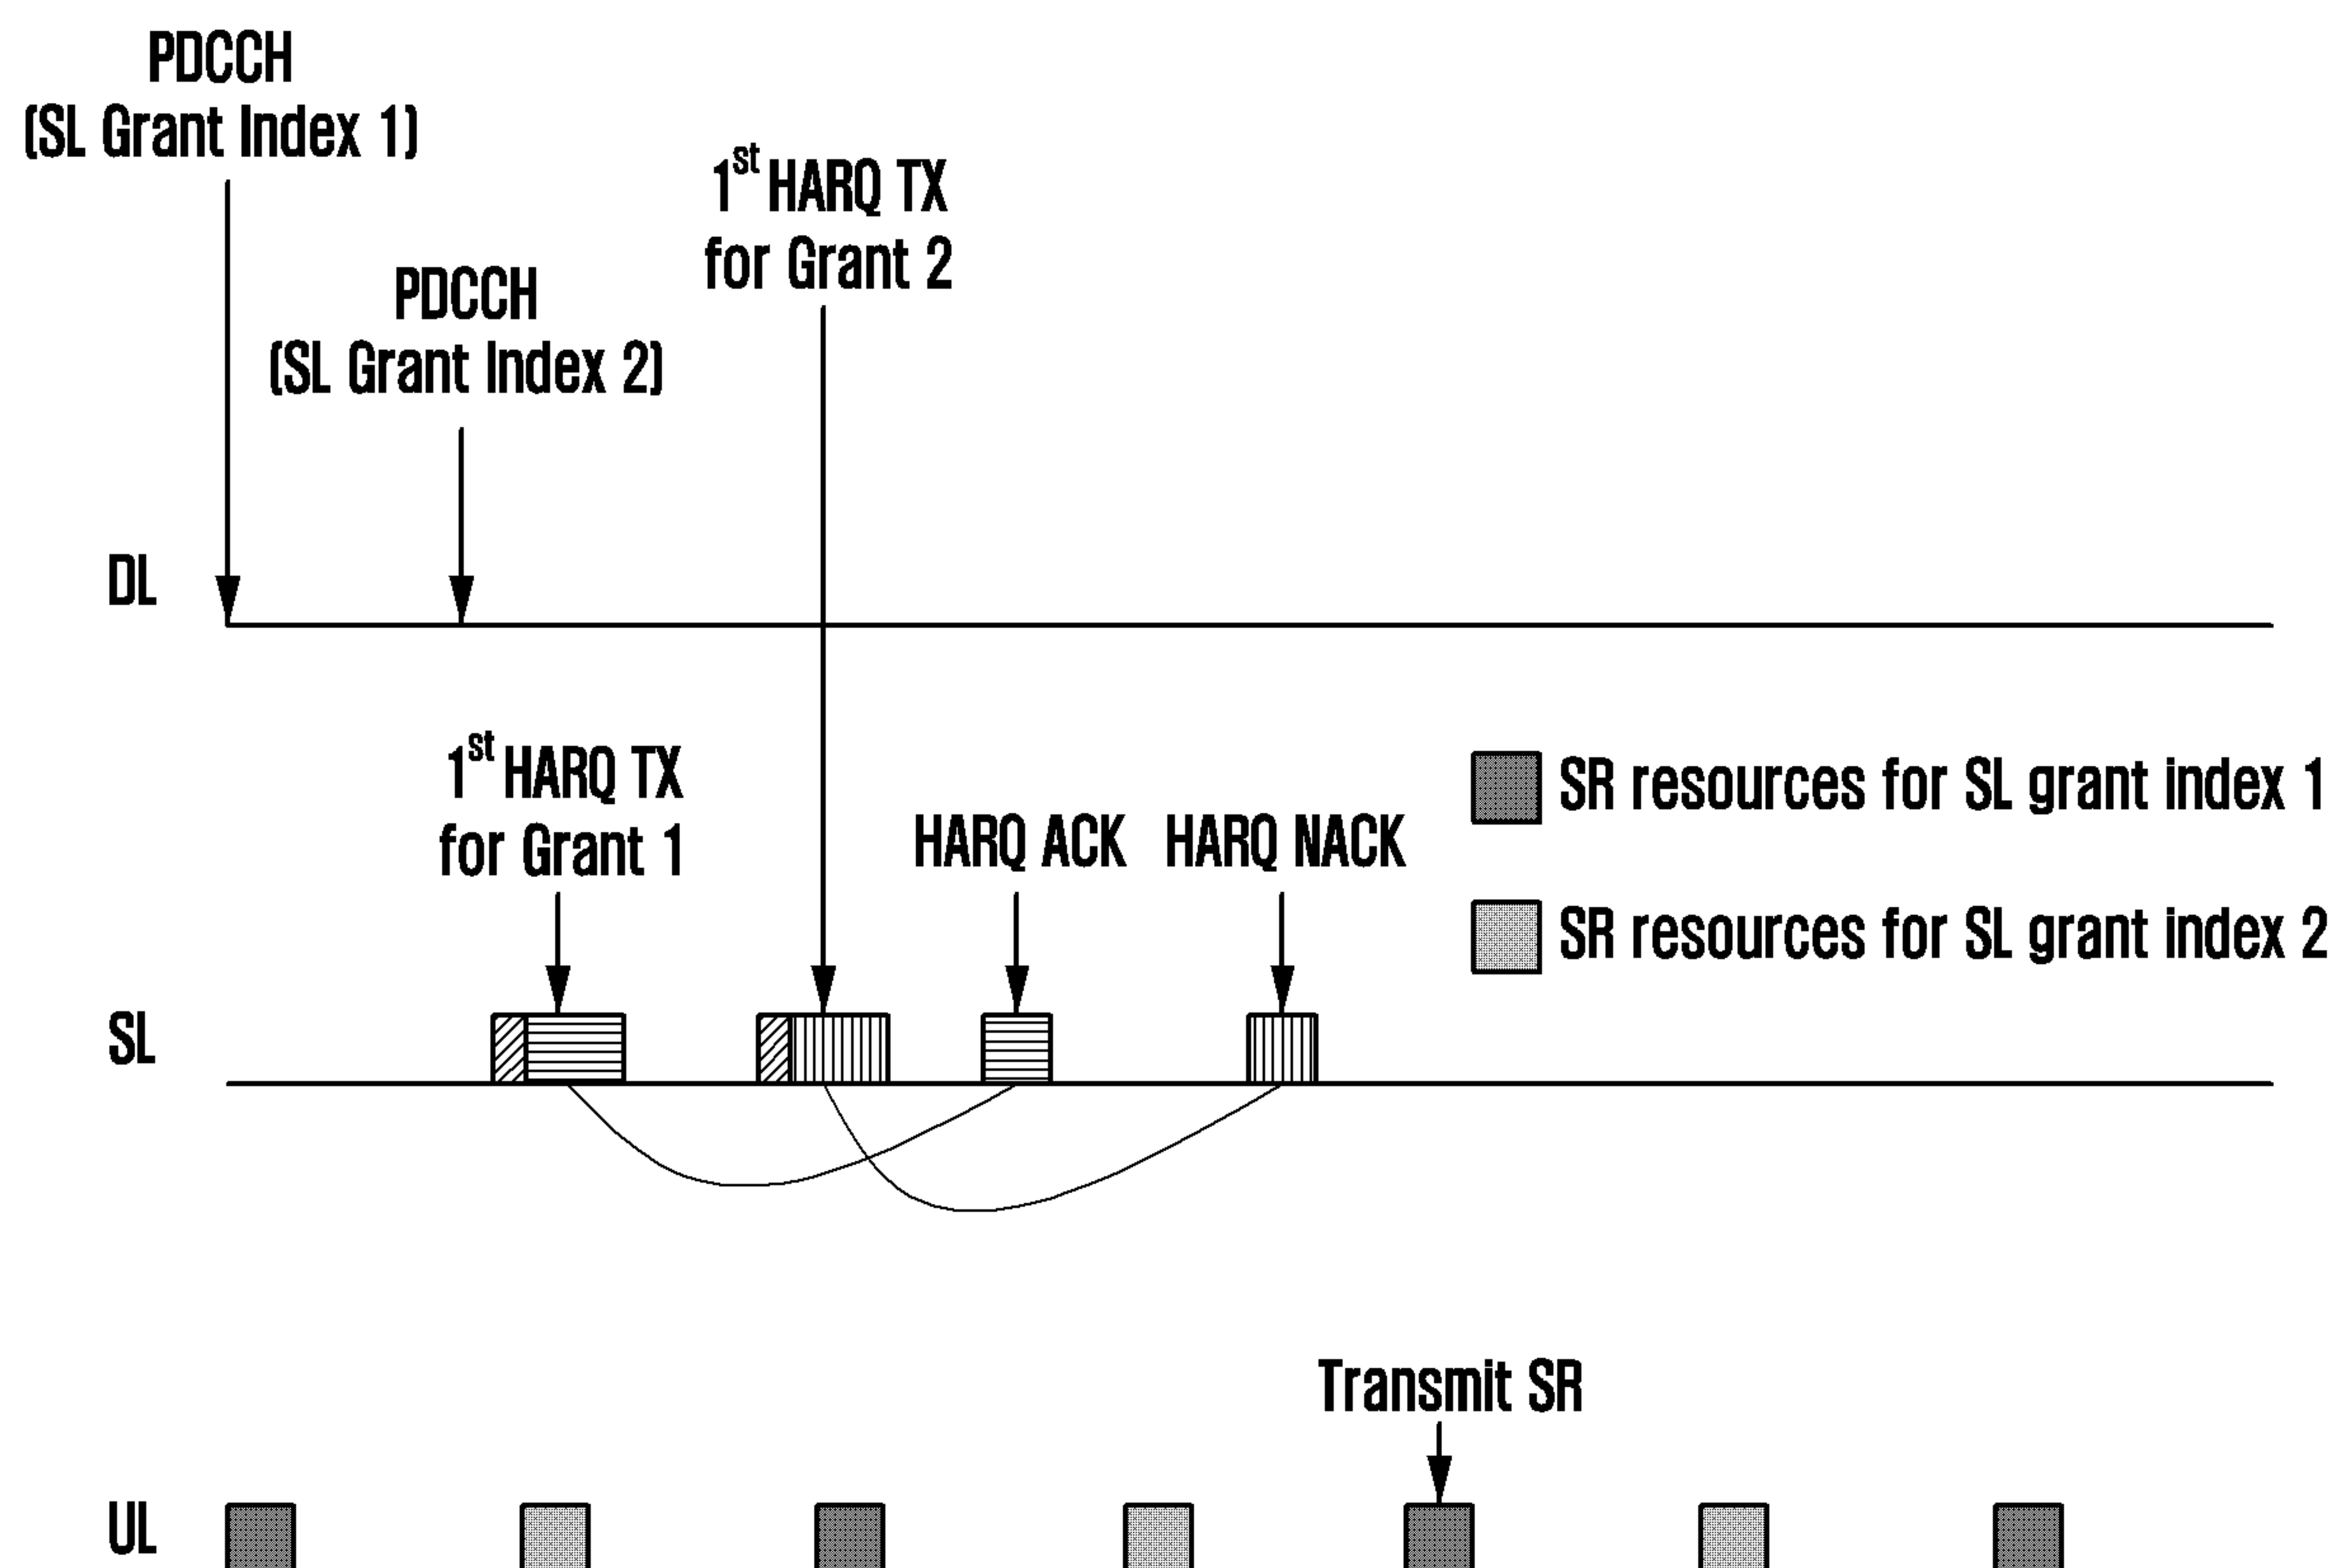 PDCCH
(SL Grant Index 1)
1st HARQ TX
for Grant 2
PDCCH
(SL Grant Index 2)
DL
1st HARQ TX
for Grant 1
HARQ ACK
HARQ NACK
SR resources for SL grant index 1
SR resources for SL grant index 2
SL
Transmit SR
UL